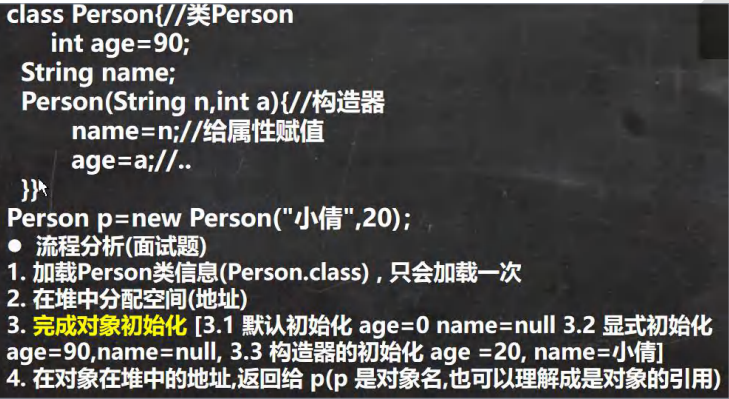 class Person{//类Person
int age=90;
String name;
Person(String n,int a){//构造器
name=n;//给属性赋值
age=a;//..
}}
Person p=new Person("小倩",20);
● 流程分析(面试题)
1. 加载Person类信息(Person.class)，只会加载一次
2. 在堆中分配空间(地址)
3. 完成对象初始化 [3.1 默认初始化 age=0 name=null 3.2 显式初始化
age=90,name=null, 3.3 构造器的初始化 age =20, name=小倩]
4. 在对象在堆中的地址,返回给 p(p 是对象名,也可以理解成是对象的引用)